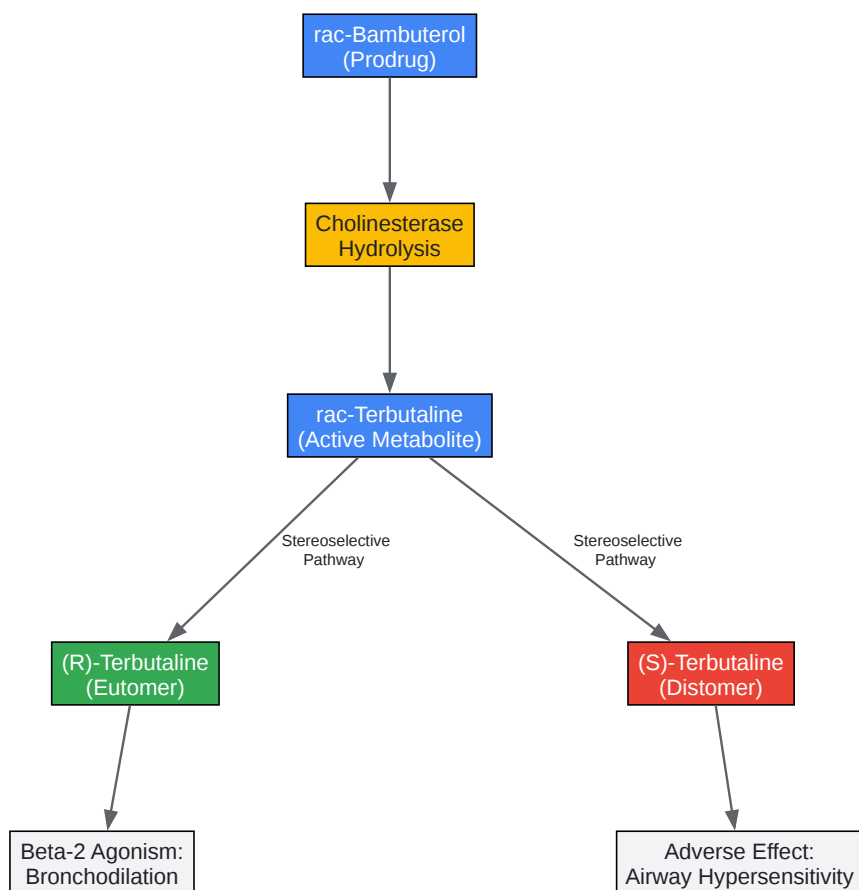 rac-Bambuterol
(Prodrug)
Cholinesterase
Hydrolysis
rac-Terbutaline
(Active Metabolite)
Stereoselective
Pathway
Stereoselective
Pathway
(R)-Terbutaline
(Eutomer)
(S)-Terbutaline
(Distomer)
Beta-2 Agonism:
Bronchodilation
Adverse Effect:
Airway Hypersensitivity